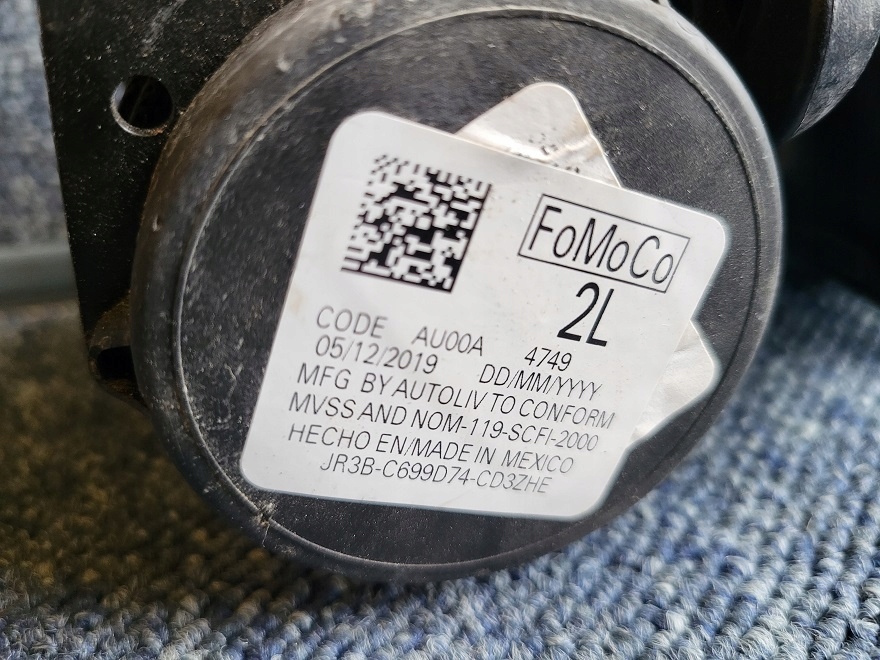 FoMoCo
2L
CODE AU00A 4749
05/12/2019 DD/MM/YYYY
MFG BY AUTOLIV TO CONFORM
MVSS AND NOM-119-SCFI-2000
HECHO EN/MADE IN MEXICO
JR3B-C699D74-CD3ZHE